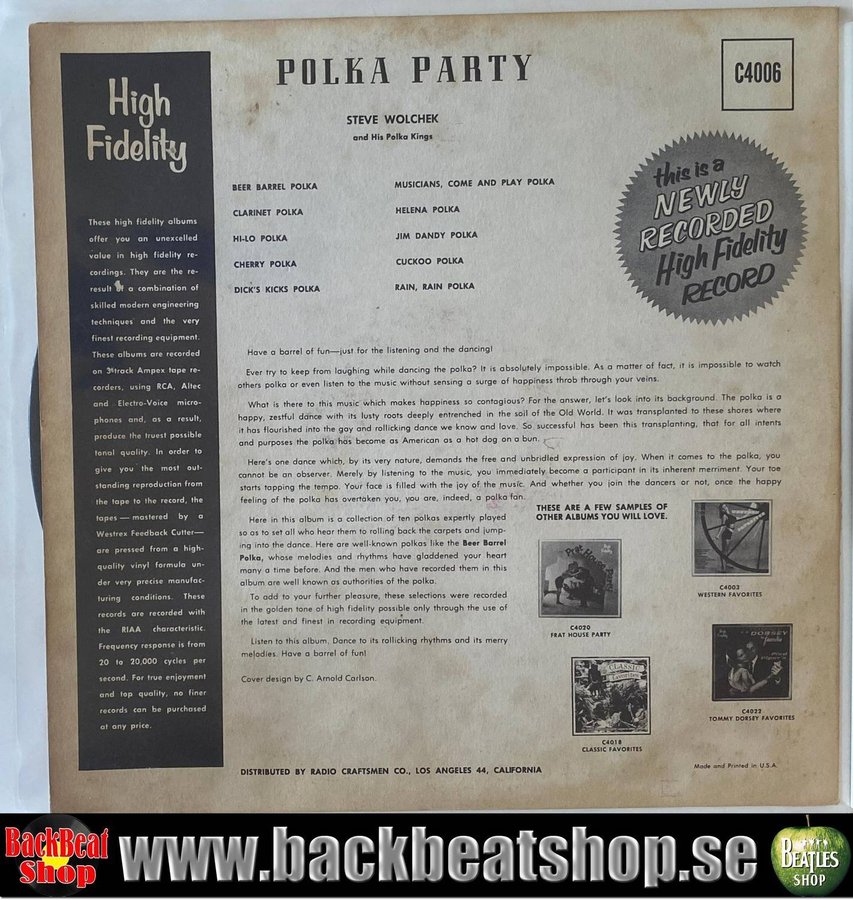 High
Fidelity
These high fidelity albums
offer you an unexcelled
value in high fidelity re-
cordings. They are the re-
result of a combination of
skilled modern engineering
techniques and the very
finest recording equipment.
These albums are recorded
on 3 track Ampex tape re-
corders, using RCA, Altec
and Electro-Voice micro-
phones and, as a result,
produce the truest possible
tonal quality. In order to
give you the most out-
standing reproduction from
the tape to the record, the
tapes — mastered by a
Westrex Feedback Cutter—
are pressed from a high-
quality vinyl formula un-
der very precise manufac-
turing conditions. These
records are recorded with
the RIAA characteristic.
Frequency response is from
20 to 20,000 cycles per
second. For true enjoyment
and top quality, no finer
records can be purchased
at any price.
POLKA PARTY
C4006
STEVE WOLCHEK
and His Polka Kings
BEER BARREL POLKA
CLARINET POLKA
HI-LO POLKA
CHERRY POLKA
DICK'S KICKS POLKA
MUSICIANS, COME AND PLAY POLKA
HELENA POLKA
JIM DANDY POLKA
CUCKOO POLKA
RAIN, RAIN POLKA
this is a
NEWLY
RECORDED
High Fidelity
RECORD
Have a barrel of fun—just for the listening and the dancing!
Ever try to keep from laughing while dancing the polka? It is absolutely impossible. As a matter of fact, it is impossible to watch
others polka or even listen to the music without sensing a surge of happiness throb through your veins.
What is there to this music which makes happiness so contagious? For the answer, let's look into its background. The polka is a
happy, zestful dance with its lusty roots deeply entrenched in the soil of the Old World. It was transplanted to these shores where
it has flourished into the gay and rollicking dance we know and love. So successful has been this transplanting, that for all intents
and purposes the polka has become as American as a hot dog on a bun.
Here's one dance which, by its very nature, demands the free and unbridled expression of joy. When it comes to the polka, you
cannot be an observer. Merely by listening to the music, you immediately become a participant in its inherent merriment. Your toe
starts tapping the tempo. Your face is filled with the joy of the music. And whether you join the dancers or not, once the happy
feeling of the polka has overtaken you, you are, indeed, a polka fan.
Here in this album is a collection of ten polkas expertly played
so as to set all who hear them to rolling back the carpets and jump-
ing into the dance. Here are well-known polkas like the Beer Barrel
Polka, whose melodies and rhythms have gladdened your heart
many a time before. And the men who have recorded them in this
album are well known as authorities of the polka.
To add to your further pleasure, these selections were recorded
in the golden tone of high fidelity possible only through the use of
the latest and finest in recording equipment.
Listen to this album. Dance to its rollicking rhythms and its merry
melodies. Have a barrel of fun!
Cover design by C. Arnold Carlson.
THESE ARE A FEW SAMPLES OF
OTHER ALBUMS YOU WILL LOVE.
C4003
WESTERN FAVORITES
C4020
FRAT HOUSE PARTY
DORSEY
C4022
TOMMY DORSEY FAVORITES
CLASSIC
Favorites
C4018
CLASSIC FAVORITES
DISTRIBUTED BY RADIO CRAFTSMEN CO., LOS ANGELES 44, CALIFORNIA
Made and Printed in U.S.A.
BackBeat
Shop
www.backbeatshop.se
BEATLES
SHOP